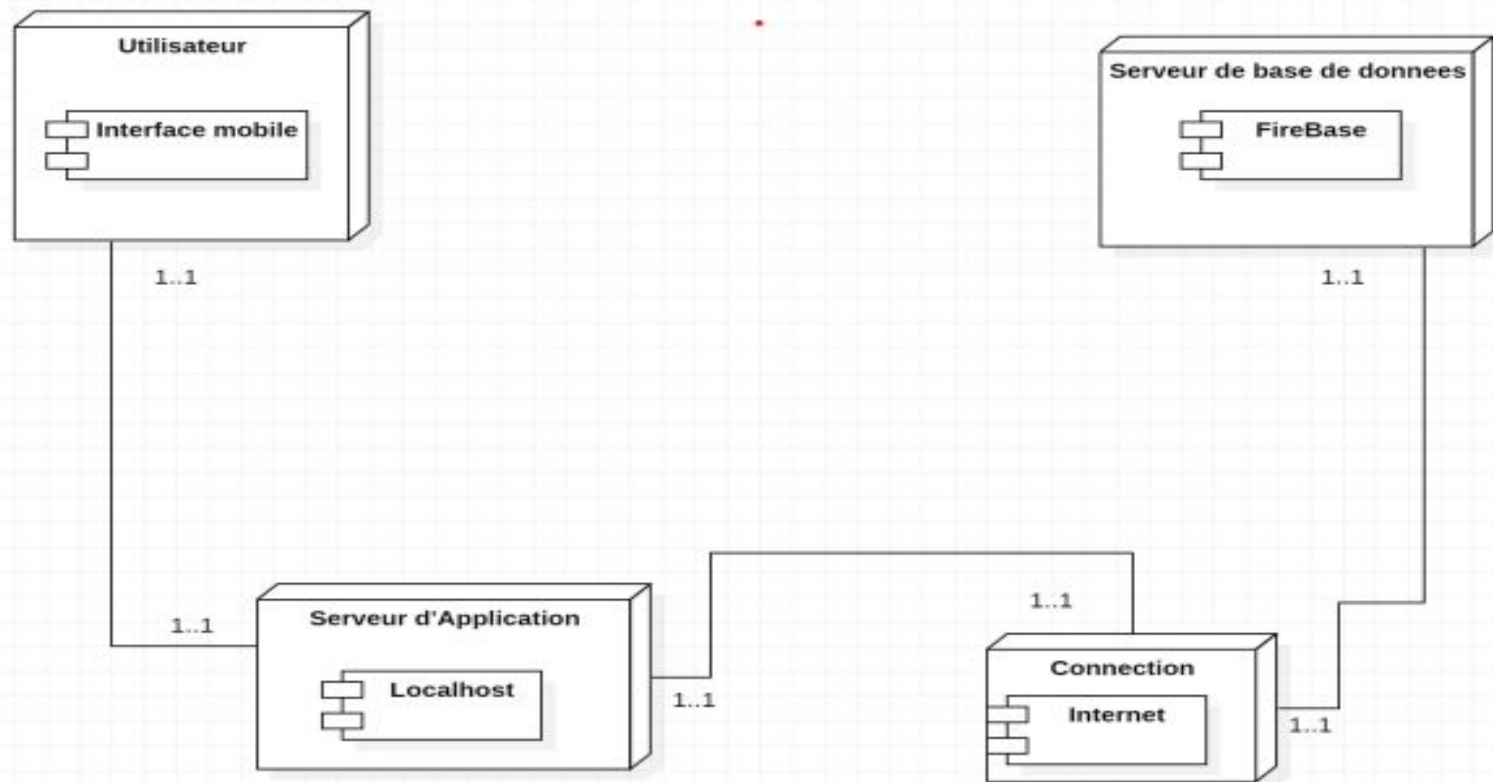 Utilisateur
Interface mobile
Serveur de base de donnees
FireBase
1..1
1..1
1..1
Serveur d'Application
Localhost
1..1
1..1
Connection
Internet
1..1